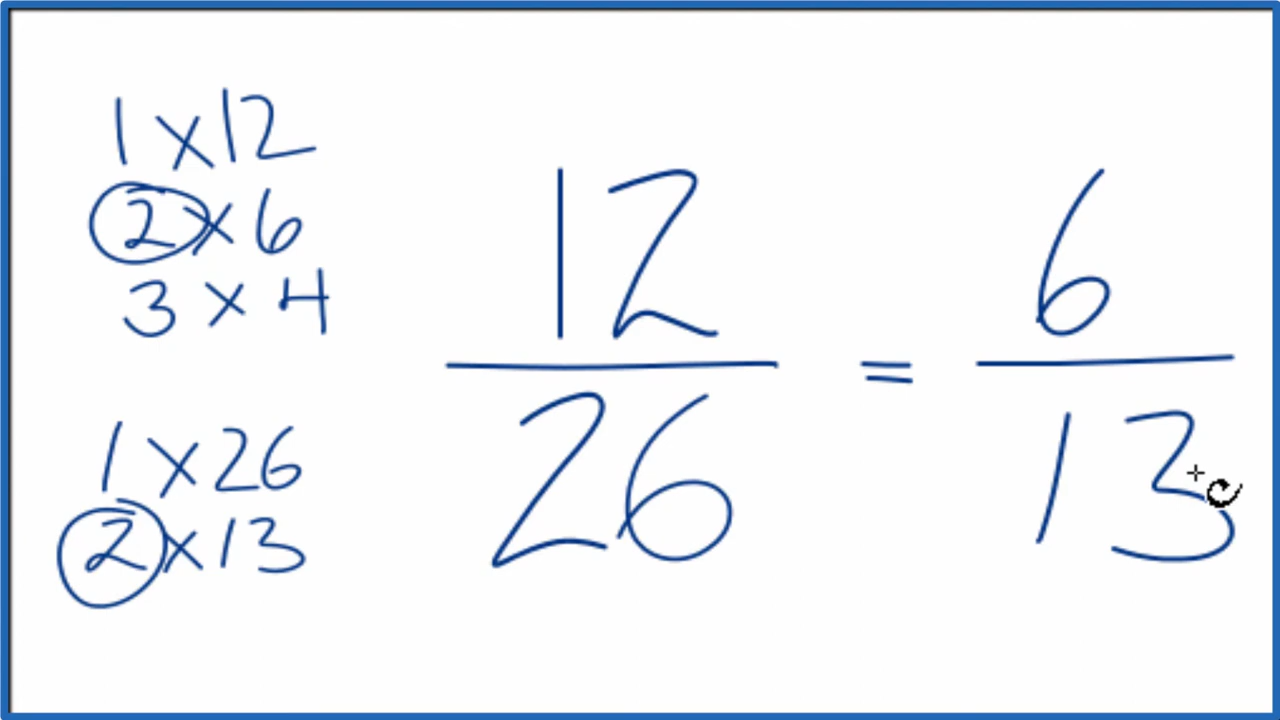 1 x 12
2 x 6
3 x 4
1 x 26
2 x 13
12
26
=
6
13